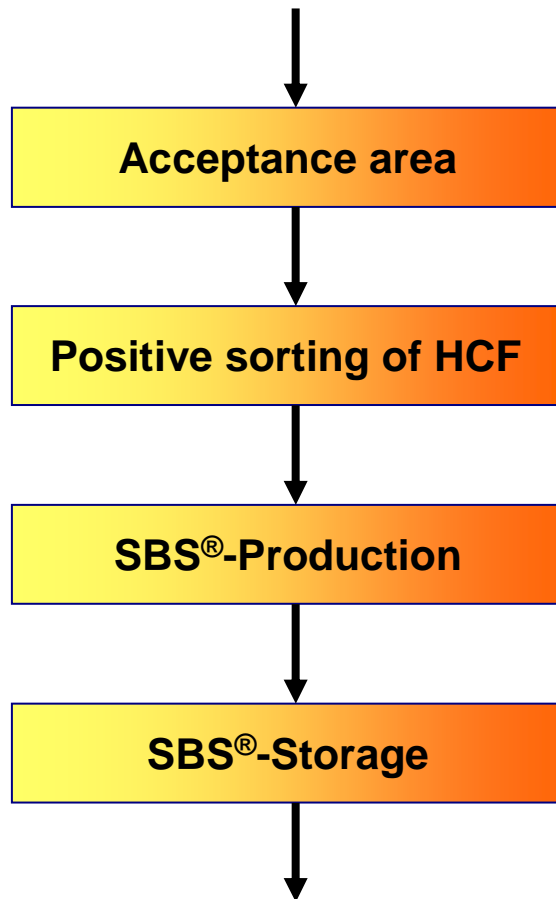 Acceptance area
Positive sorting of HCF
SBS®-Production
SBS®-Storage